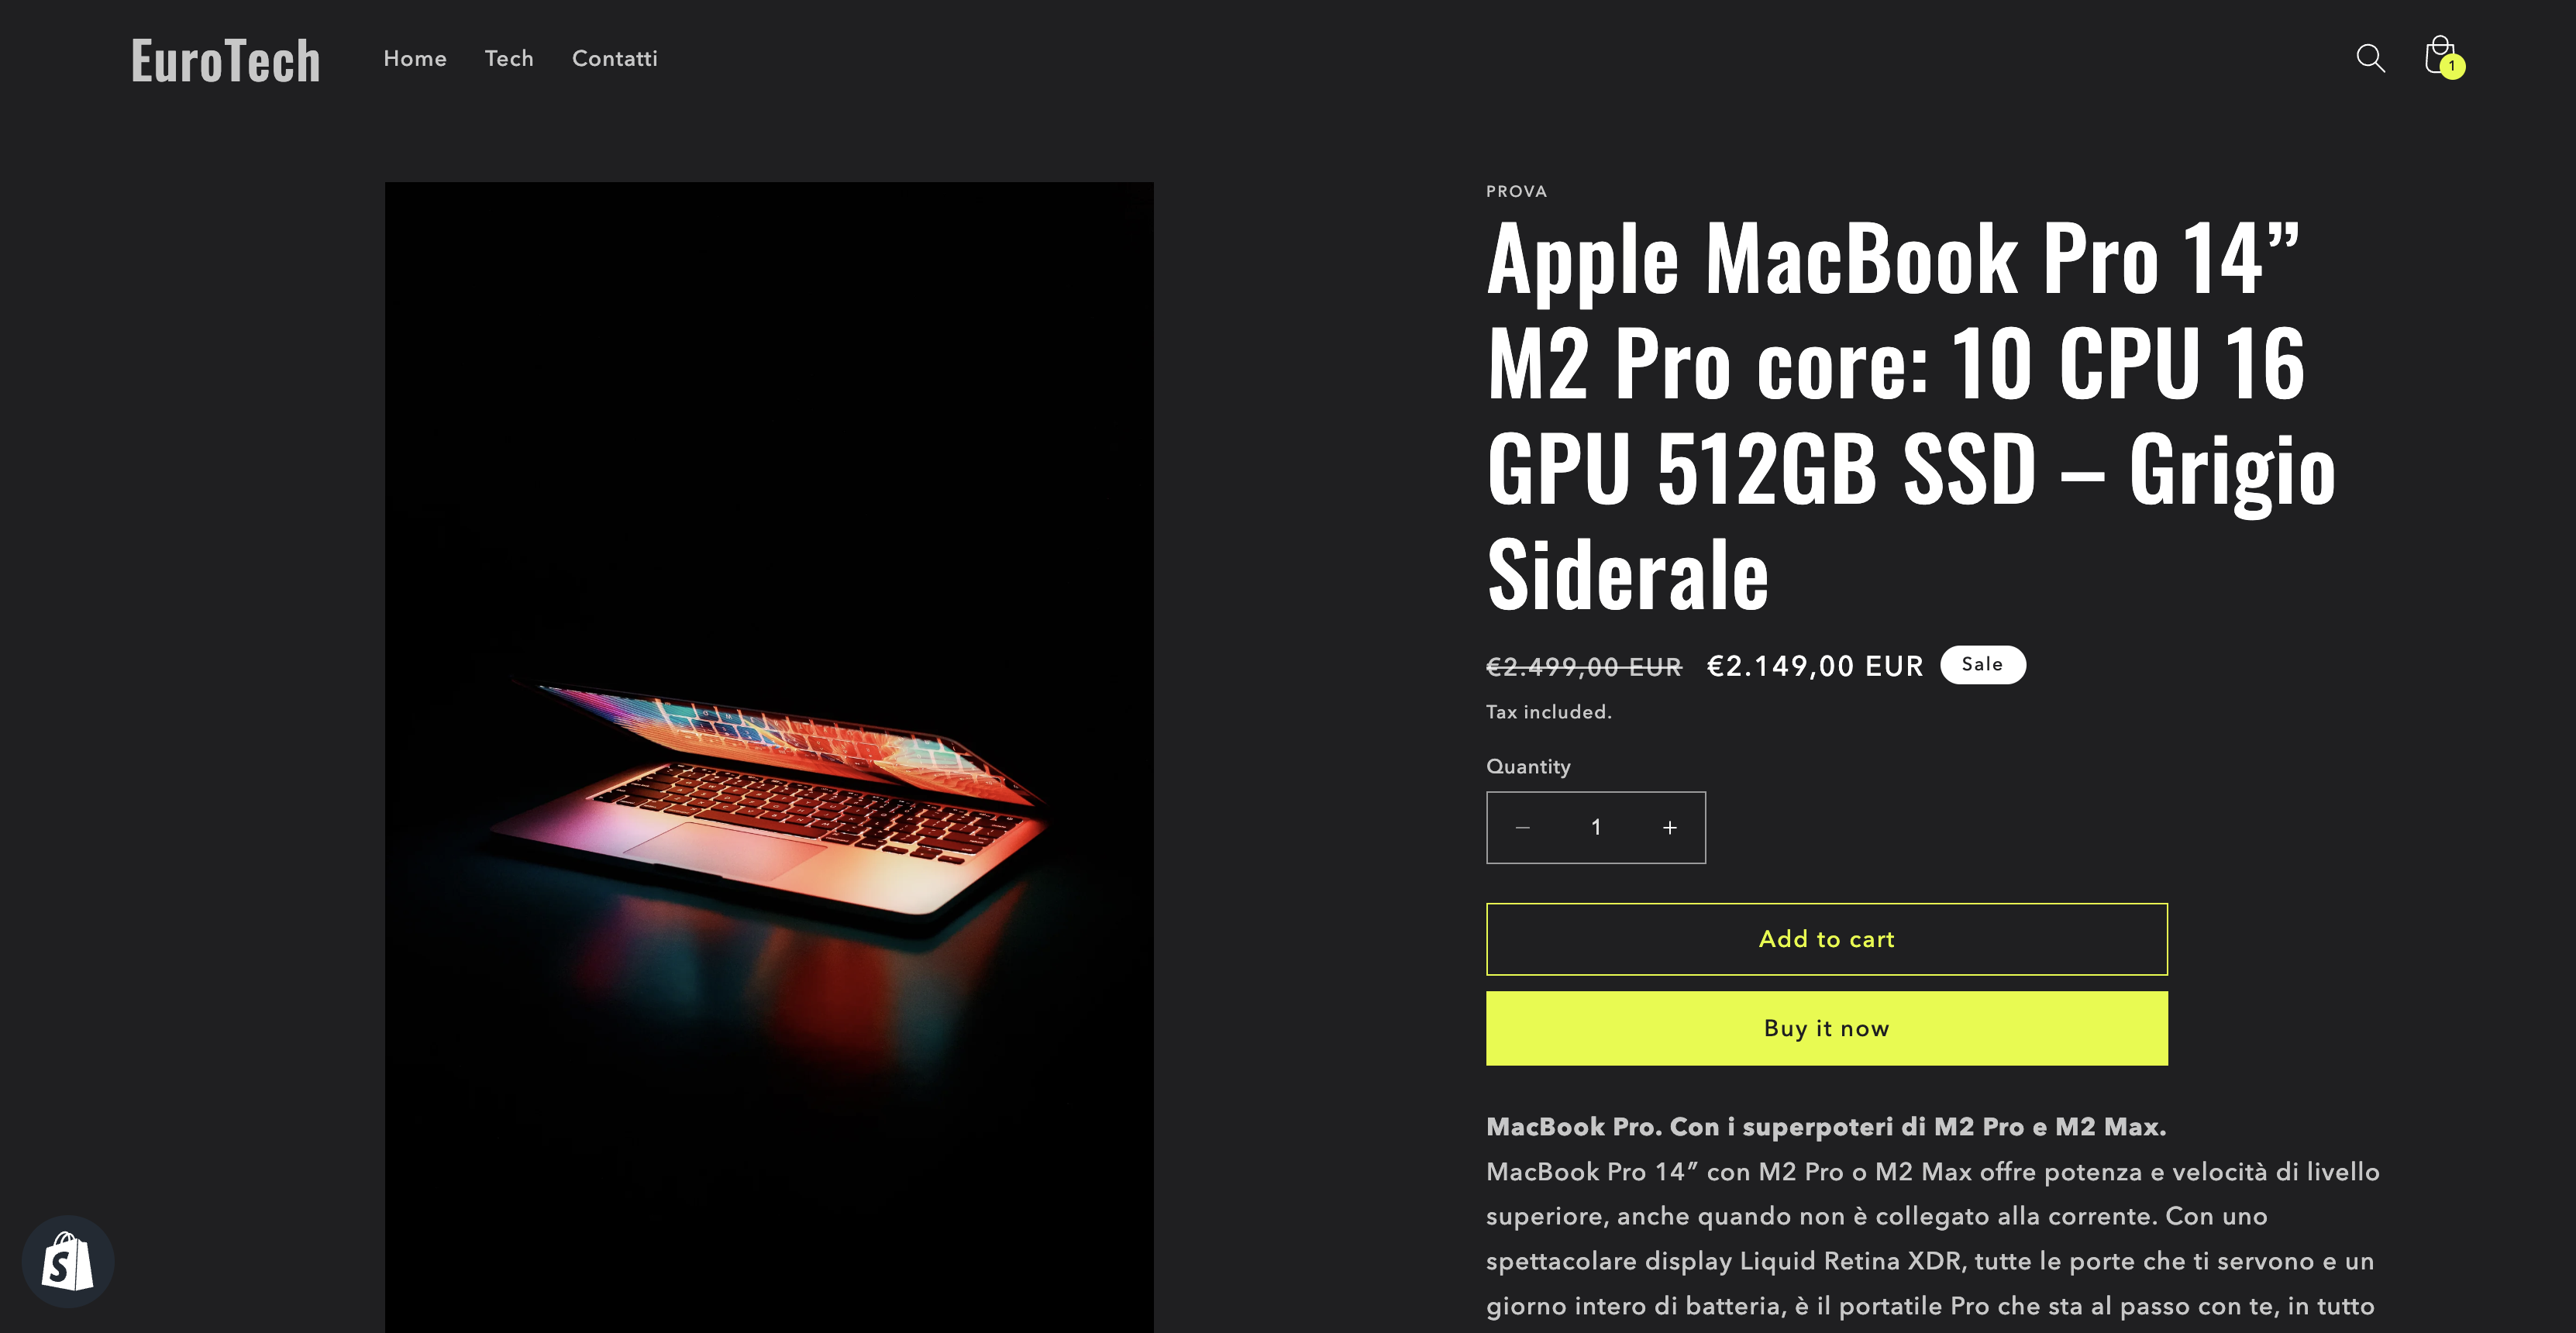 EuroTech
Home
Tech
Contatti
1
PROVA
Apple MacBook Pro 14”
M2 Pro core: 10 CPU 16
GPU 512GB SSD – Grigio
Siderale
€2.499,00 EUR €2.149,00 EUR Sale
Tax included.
Quantity
− 1 +
Add to cart
Buy it now
MacBook Pro. Con i superpoteri di M2 Pro e M2 Max.
MacBook Pro 14″ con M2 Pro o M2 Max offre potenza e velocità di livello
superiore, anche quando non è collegato alla corrente. Con uno
spettacolare display Liquid Retina XDR, tutte le porte che ti servono e un
giorno intero di batteria, è il portatile Pro che sta al passo con te, in tutto
S